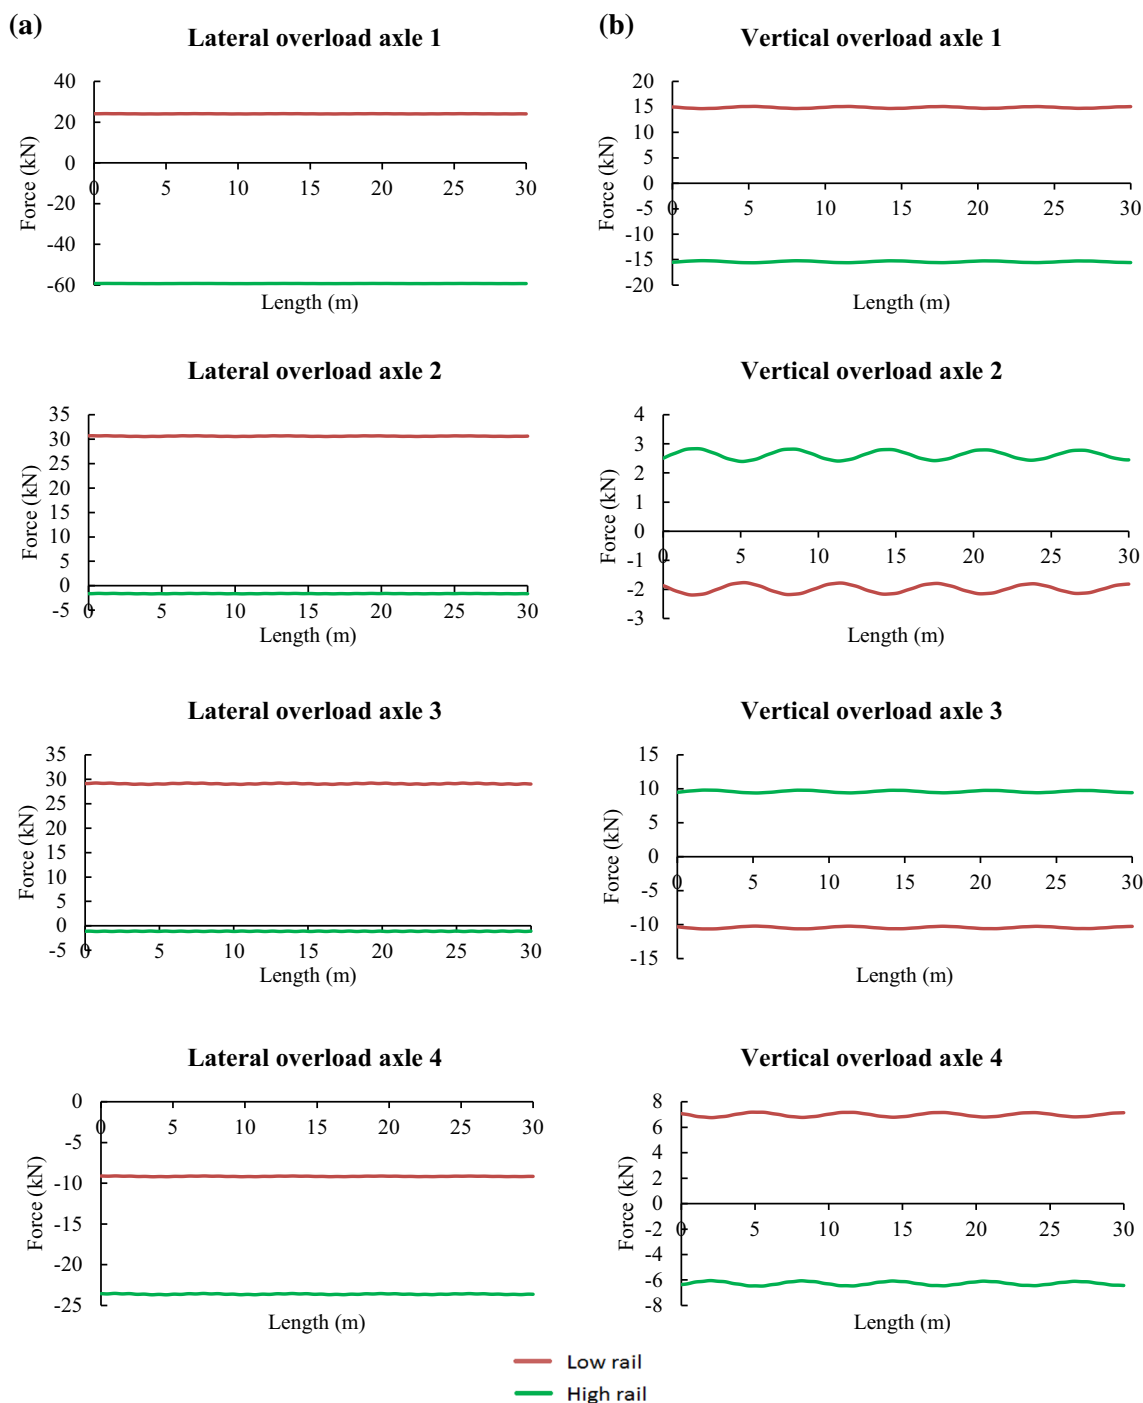 (a)
Lateral overload axle 1
40
20
0
-20
-40
-60
0 5 10 15 20 25 30
Force (kN)
Length (m)
(b)
Vertical overload axle 1
20
15
10
5
0
-5
-10
-15
-20
0 5 10 15 20 25 30
Force (kN)
Length (m)
Lateral overload axle 2
35
30
25
20
15
10
5
0
-5
0 5 10 15 20 25 30
Force (kN)
Length (m)
Vertical overload axle 2
4
3
2
1
0
-1
-2
-3
0 5 10 15 20 25 30
Force (kN)
Length (m)
Lateral overload axle 3
35
30
25
20
15
10
5
0
-5
0 5 10 15 20 25 30
Force (kN)
Length (m)
Vertical overload axle 3
15
10
5
0
-5
-10
-15
0 5 10 15 20 25 30
Force (kN)
Length (m)
Lateral overload axle 4
0
-5
-10
-15
-20
-25
0 5 10 15 20 25 30
Force (kN)
Length (m)
Vertical overload axle 4
8
6
4
2
0
-2
-4
-6
-8
0 5 10 15 20 25 30
Force (kN)
Length (m)
Low rail
High rail